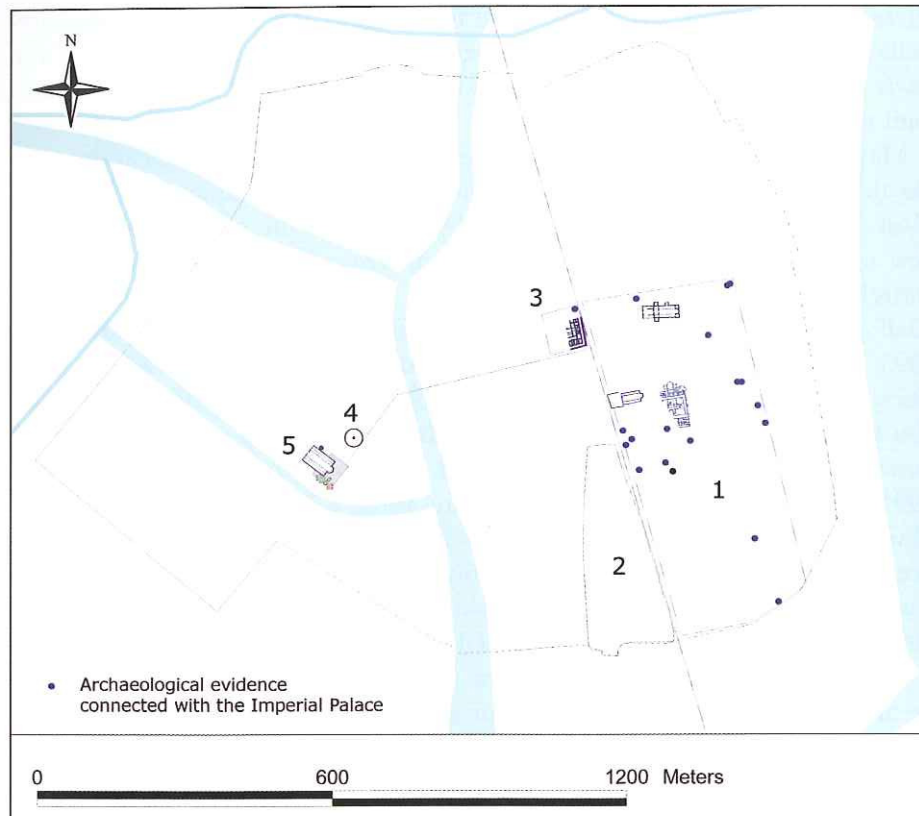 N
3
4
5
1
2
Archaeological evidence
connected with the Imperial Palace
0 600 1200 Meters